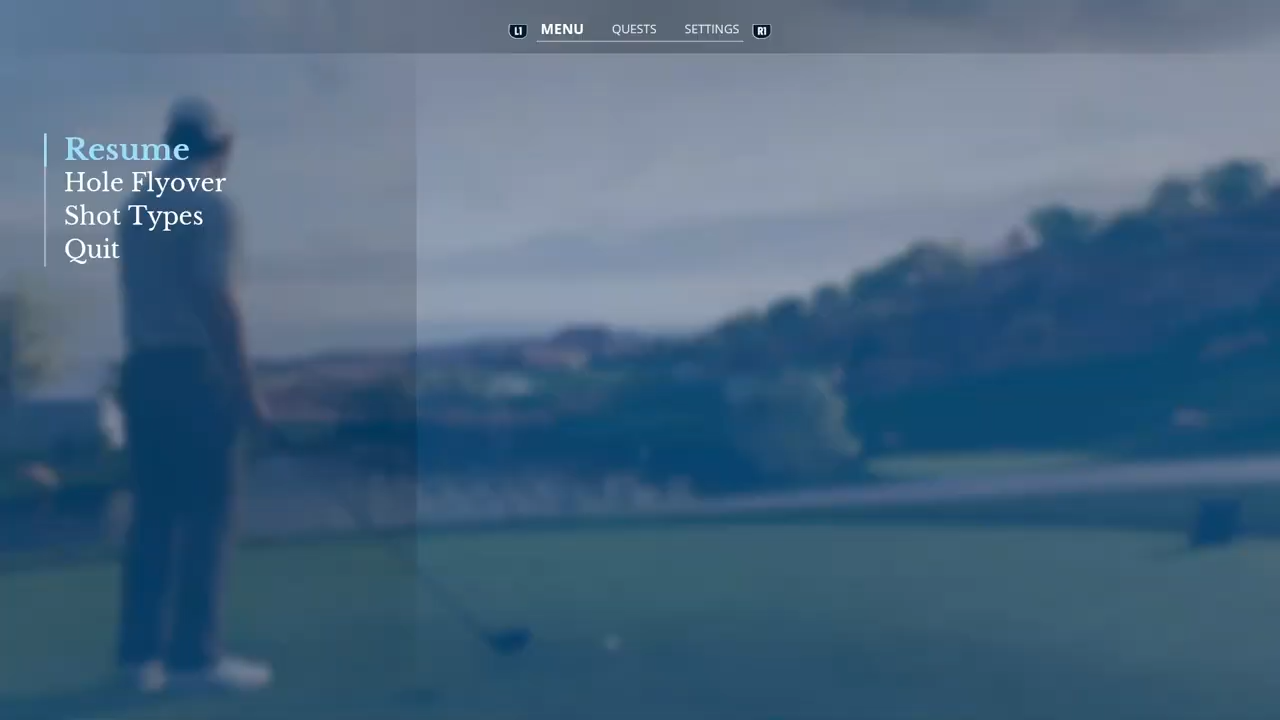 L1 MENU QUESTS SETTINGS R1
Resume
Hole Flyover
Shot Types
Quit